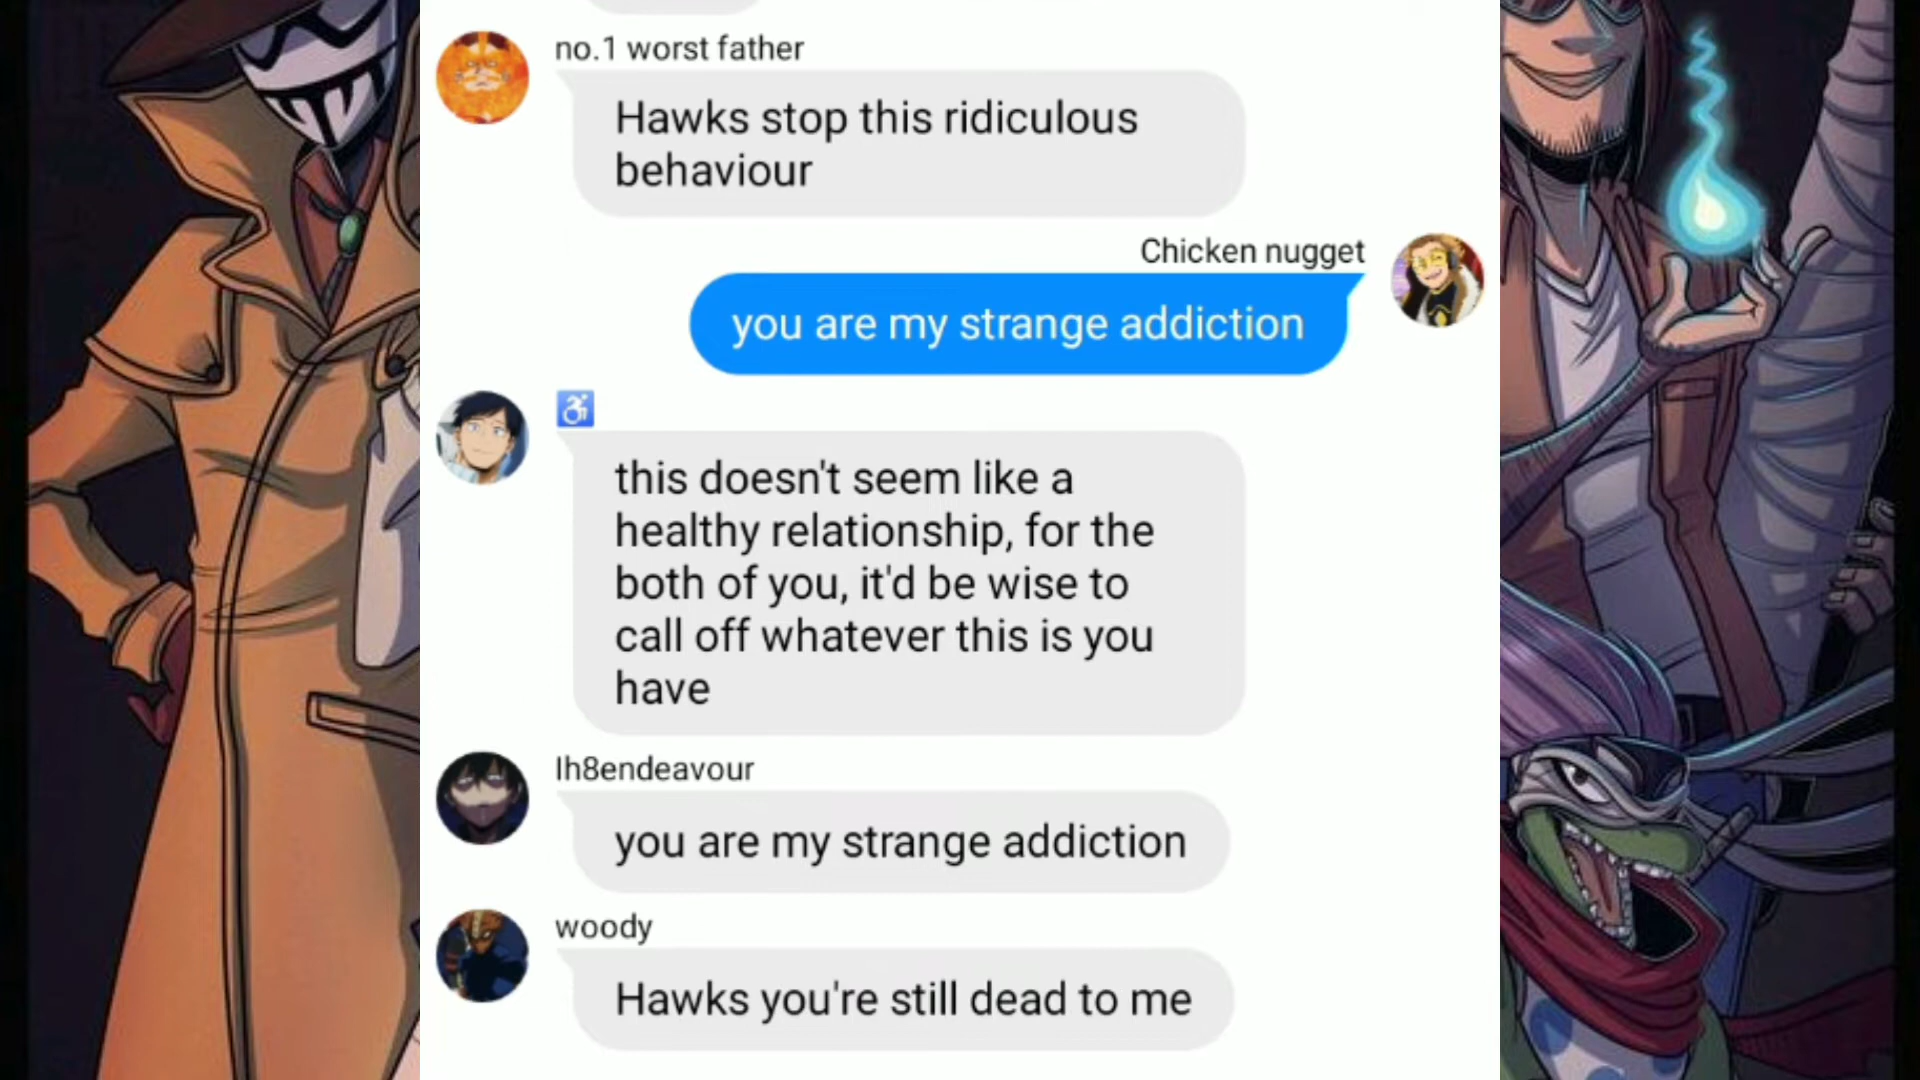 no.1 worst father
Hawks stop this ridiculous
behaviour
Chicken nugget
you are my strange addiction
♿
this doesn't seem like a
healthy relationship, for the
both of you, it'd be wise to
call off whatever this is you
have
Ih8endeavour
you are my strange addiction
woody
Hawks you're still dead to me